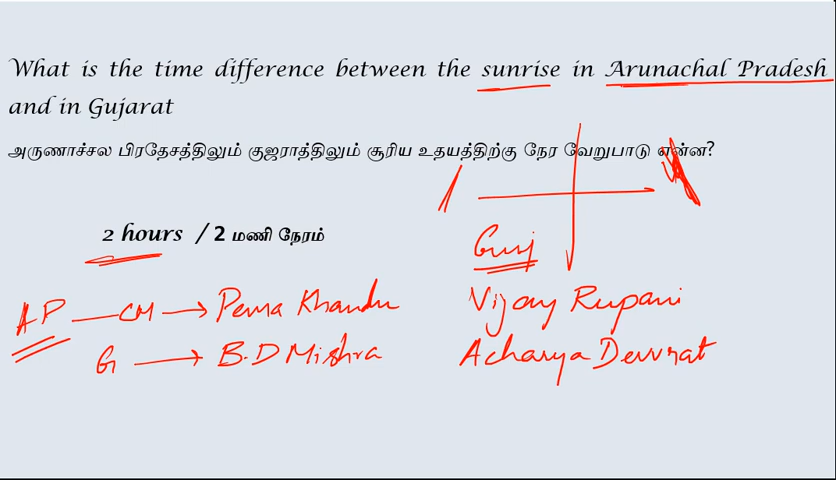 What is the time difference between the sunrise in Arunachal Pradesh
and in Gujarat
அருணாச்சல பிரதேசத்திலும் குஜராத்திலும் சூரிய உதயத்திற்கு நேர வேறுபாடு என்ன?
2 hours / 2 மணி நேரம்
Guj
AP — CM → Pema Khandu Vijay Rupani
G → B.D Mishra Acharya Devvrat